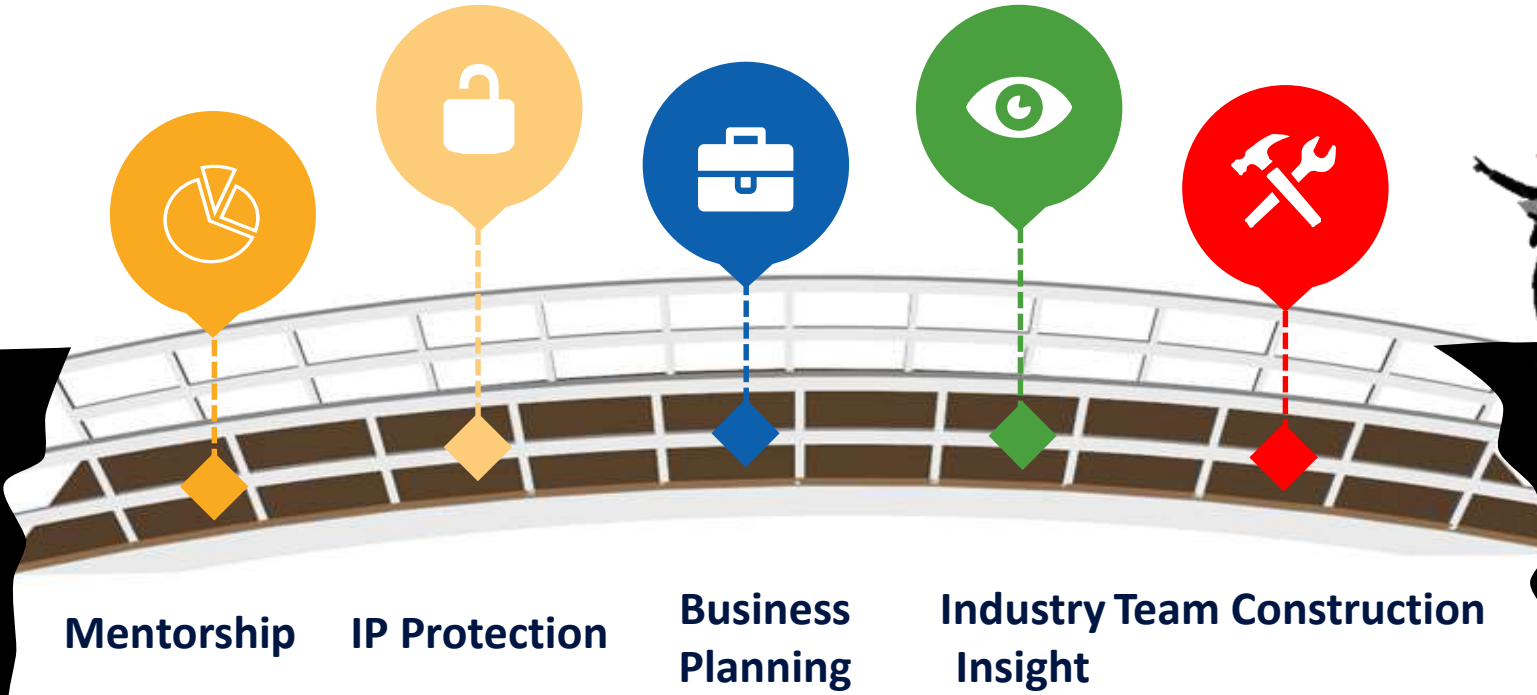 Mentorship
IP Protection
Business
Planning
Industry
Insight
Team Construction